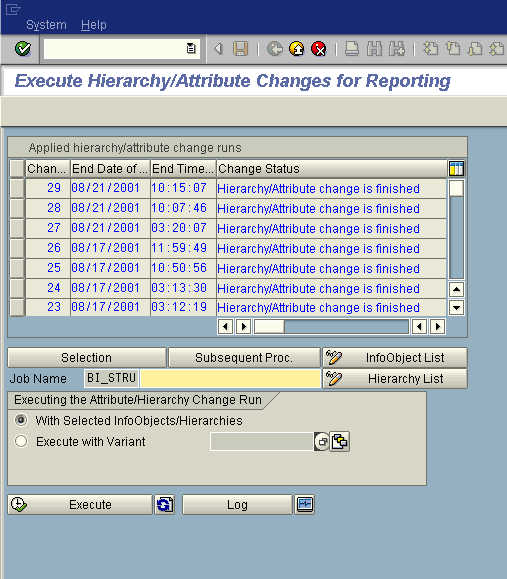 System Help
Execute Hierarchy/Attribute Changes for Reporting
Applied hierarchy/attribute change runs
Chan... End Date of ... End Time... Change Status
29 08/21/2001 10:15:07 Hierarchy/Attribute change is finished
28 08/21/2001 10:07:46 Hierarchy/Attribute change is finished
27 08/21/2001 03:20:07 Hierarchy/Attribute change is finished
26 08/17/2001 11:59:49 Hierarchy/Attribute change is finished
25 08/17/2001 10:50:56 Hierarchy/Attribute change is finished
24 08/17/2001 03:13:30 Hierarchy/Attribute change is finished
23 08/17/2001 03:12:19 Hierarchy/Attribute change is finished
Selection Subsequent Proc. InfoObject List
Job Name BI_STRU Hierarchy List
Executing the Attribute/Hierarchy Change Run
With Selected InfoObjects/Hierarchies
Execute with Variant
Execute Log